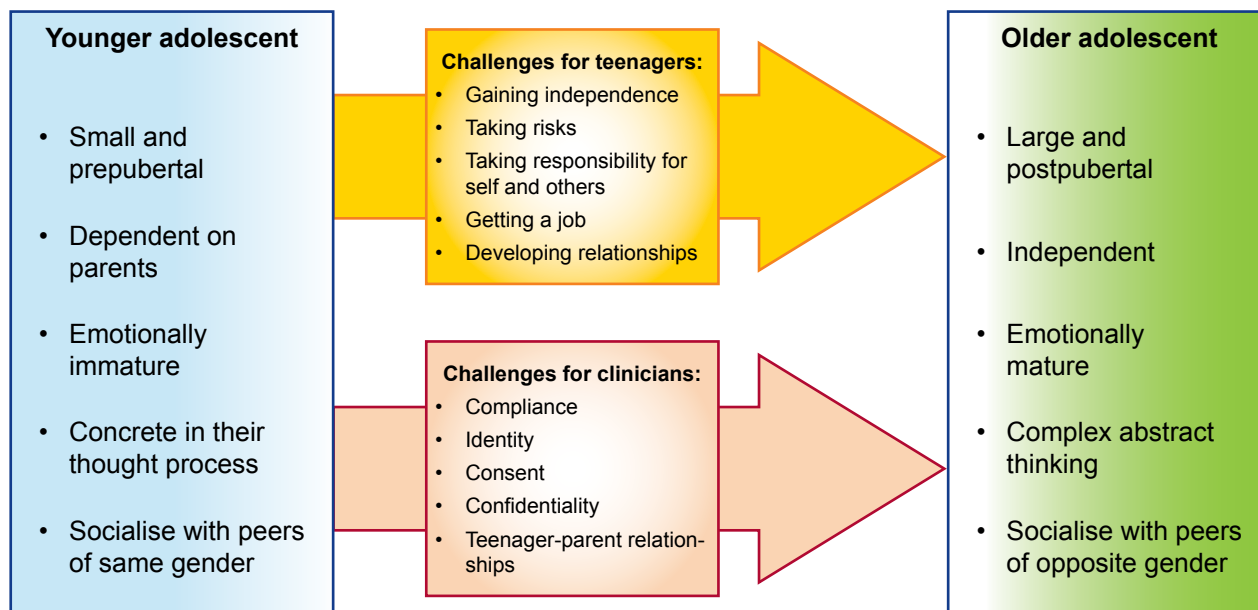 Younger adolescent
• Small and
prepubertal
• Dependent on
parents
• Emotionally
immature
• Concrete in their
thought process
• Socialise with peers
of same gender
Challenges for teenagers:
• Gaining independence
• Taking risks
• Taking responsibility for
self and others
• Getting a job
• Developing relationships
Challenges for clinicians:
• Compliance
• Identity
• Consent
• Confidentiality
• Teenager-parent relation-
ships
Older adolescent
• Large and
postpubertal
• Independent
• Emotionally
mature
• Complex abstract
thinking
• Socialise with peers
of opposite gender